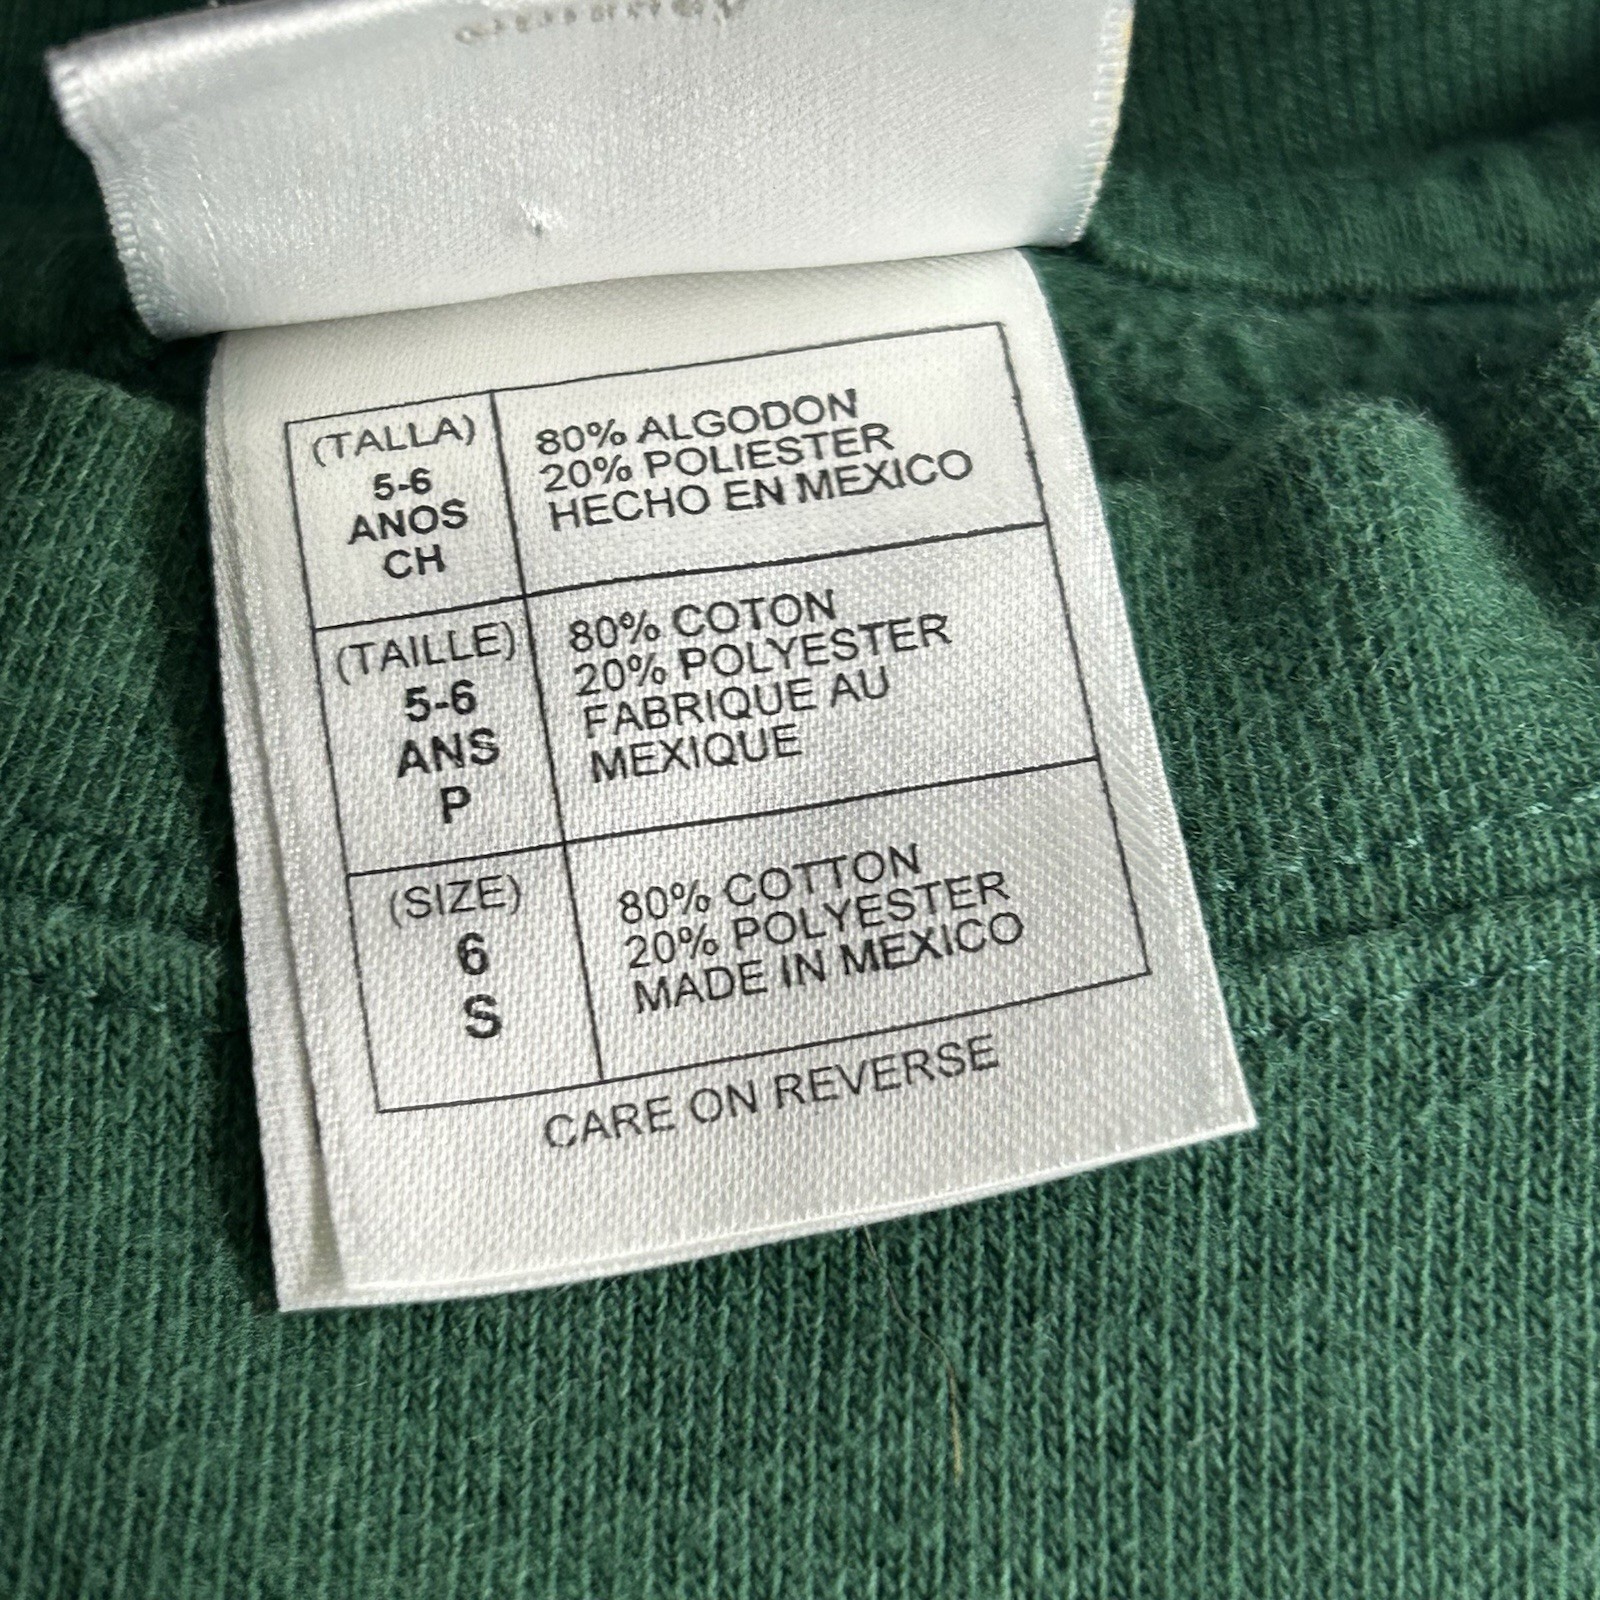 (TALLA)
5-6
ANOS
CH
80% ALGODON
20% POLIESTER
HECHO EN MEXICO
(TAILLE)
5-6
ANS
P
80% COTON
20% POLYESTER
FABRIQUE AU
MEXIQUE
(SIZE)
6
S
80% COTTON
20% POLYESTER
MADE IN MEXICO
CARE ON REVERSE